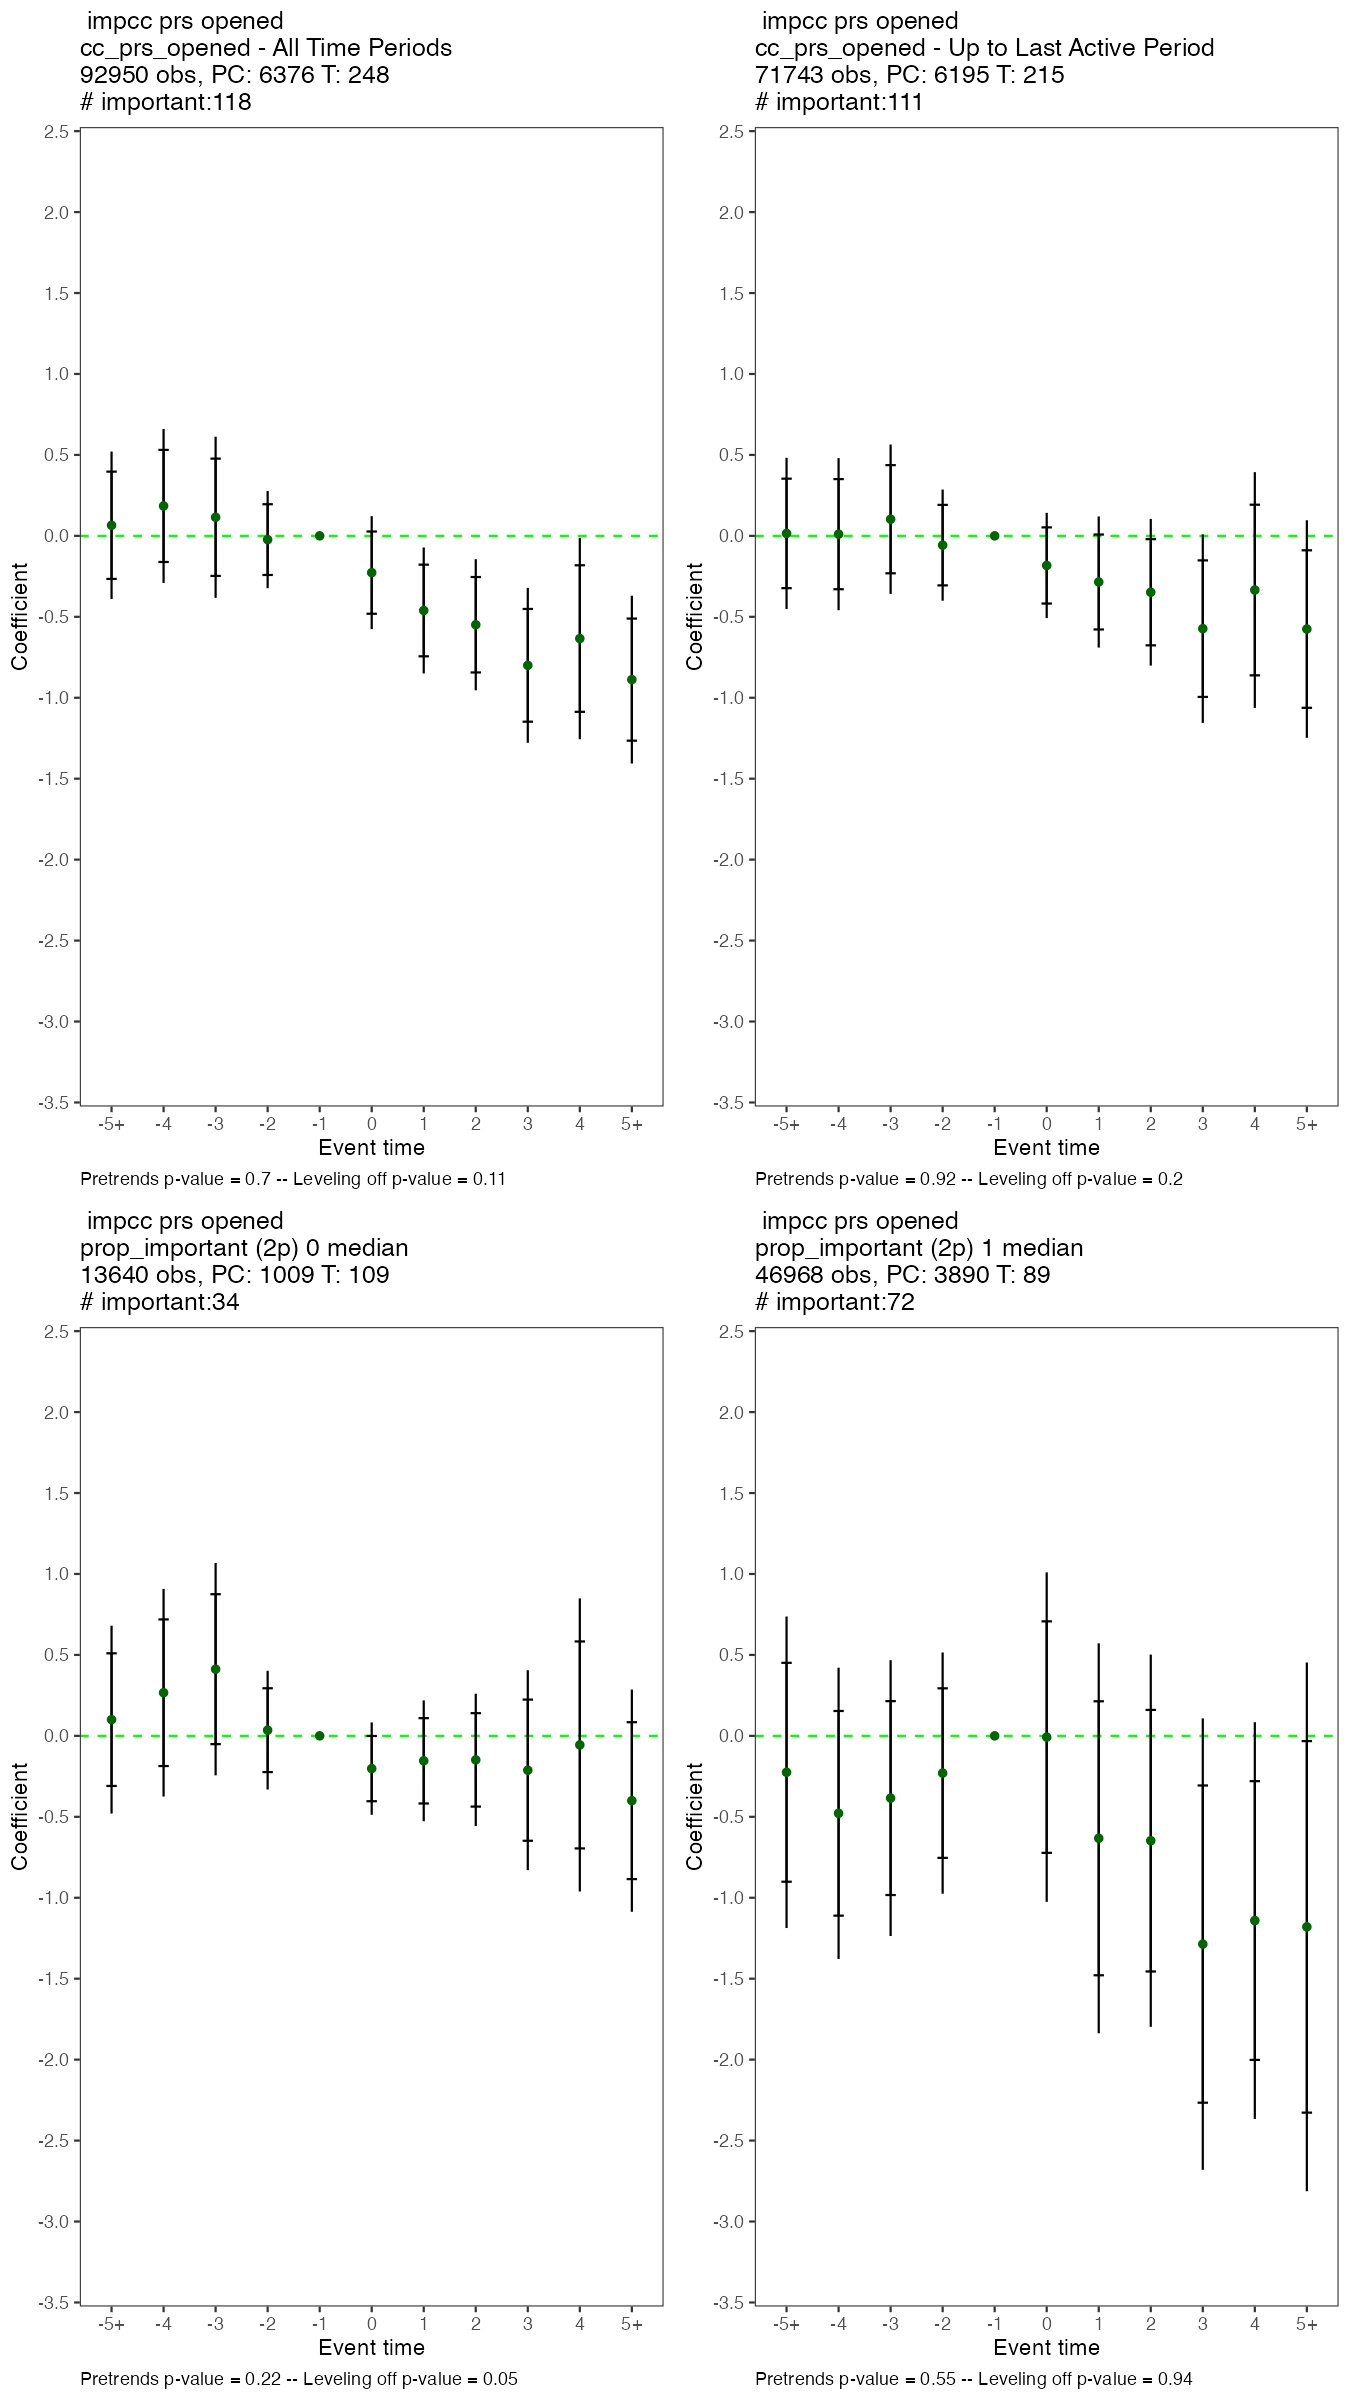 impcc prs opened
cc_prs_opened - All Time Periods
92950 obs, PC: 6376 T: 248
# important:118
2.5
2.0
1.5
1.0
0.5
0.0
-0.5
-1.0
-1.5
-2.0
-2.5
-3.0
-3.5
Coefficient
-5+ -4 -3 -2 -1 0 1 2 3 4 5+
Event time
Pretrends p-value = 0.7 -- Leveling off p-value = 0.11
impcc prs opened
cc_prs_opened - Up to Last Active Period
71743 obs, PC: 6195 T: 215
# important:111
2.5
2.0
1.5
1.0
0.5
0.0
-0.5
-1.0
-1.5
-2.0
-2.5
-3.0
-3.5
Coefficient
-5+ -4 -3 -2 -1 0 1 2 3 4 5+
Event time
Pretrends p-value = 0.92 -- Leveling off p-value = 0.2
impcc prs opened
prop_important (2p) 0 median
13640 obs, PC: 1009 T: 109
# important:34
2.5
2.0
1.5
1.0
0.5
0.0
-0.5
-1.0
-1.5
-2.0
-2.5
-3.0
-3.5
Coefficient
-5+ -4 -3 -2 -1 0 1 2 3 4 5+
Event time
Pretrends p-value = 0.22 -- Leveling off p-value = 0.05
impcc prs opened
prop_important (2p) 1 median
46968 obs, PC: 3890 T: 89
# important:72
2.5
2.0
1.5
1.0
0.5
0.0
-0.5
-1.0
-1.5
-2.0
-2.5
-3.0
-3.5
Coefficient
-5+ -4 -3 -2 -1 0 1 2 3 4 5+
Event time
Pretrends p-value = 0.55 -- Leveling off p-value = 0.94